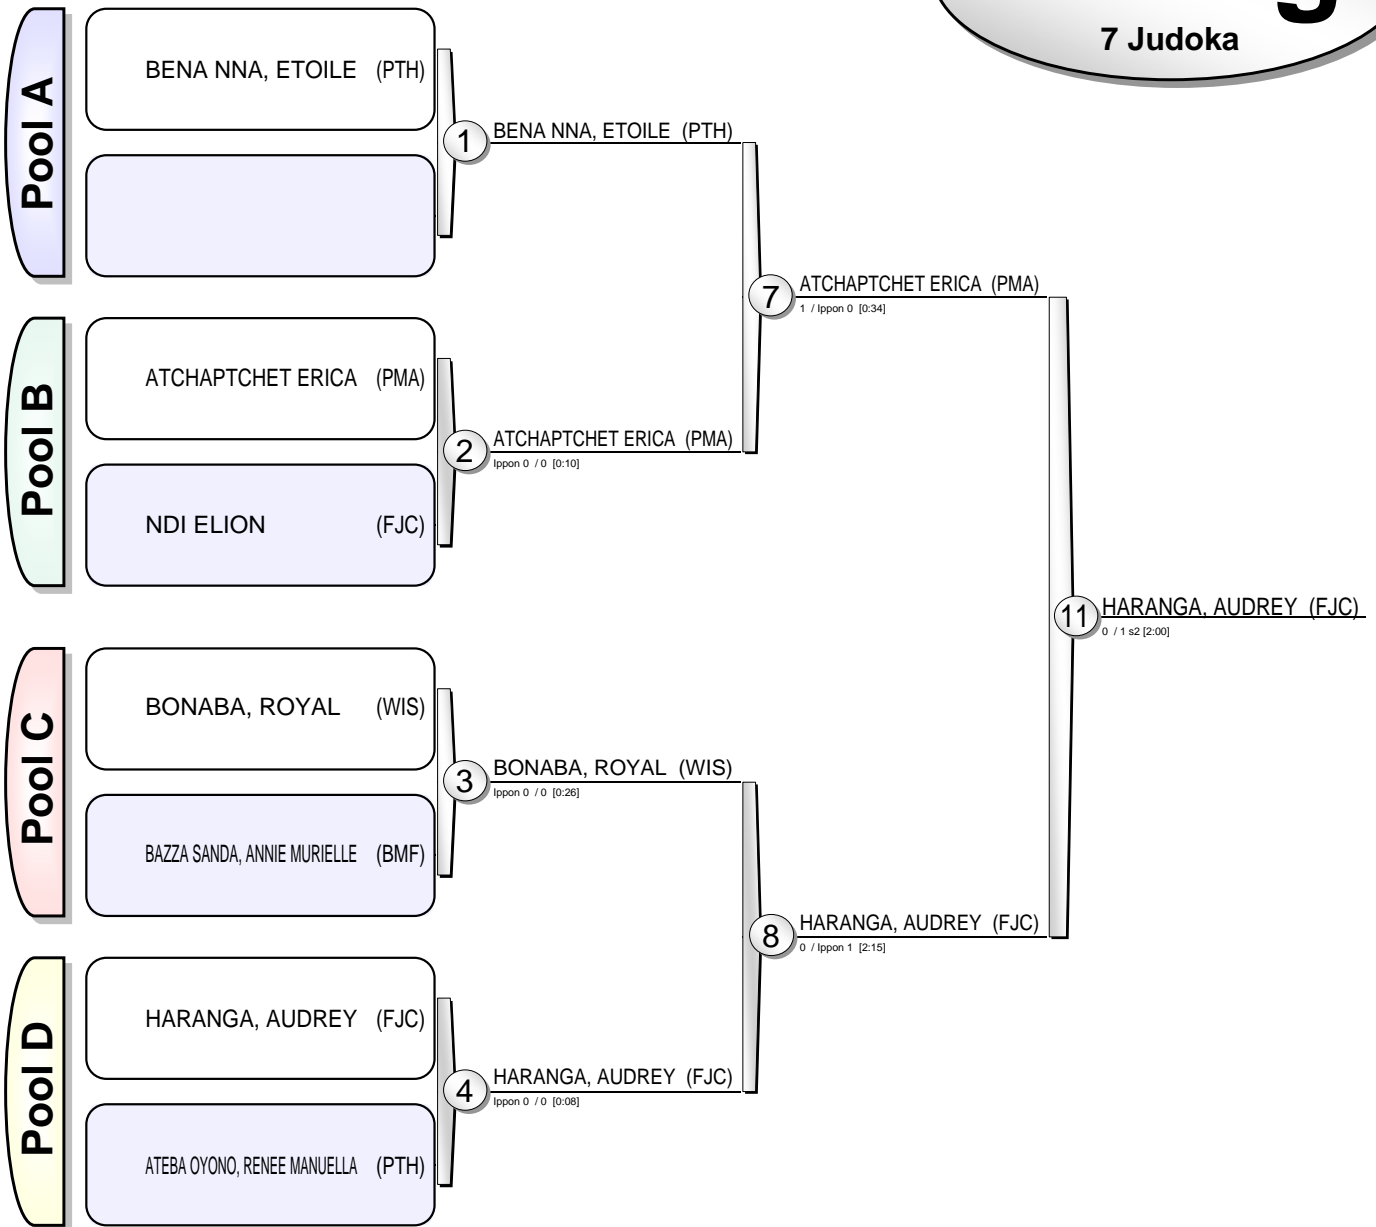 7 Judoka
Pool A
BENA NNA, ETOILE (PTH)
1
BENA NNA, ETOILE (PTH)
7
ATCHAPTCHET ERICA (PMA)
1 / Ippon 0 [0:34]
Pool B
ATCHAPTCHET ERICA (PMA)
2
ATCHAPTCHET ERICA (PMA)
Ippon 0 / 0 [0:10]
NDI ELION (FJC)
11
HARANGA, AUDREY (FJC)
0 / 1 s2 [2:00]
Pool C
BONABA, ROYAL (WIS)
3
BONABA, ROYAL (WIS)
Ippon 0 / 0 [0:26]
BAZZA SANDA, ANNIE MURIELLE (BMF)
8
HARANGA, AUDREY (FJC)
0 / Ippon 1 [2:15]
Pool D
HARANGA, AUDREY (FJC)
4
HARANGA, AUDREY (FJC)
Ippon 0 / 0 [0:08]
ATEBA OYONO, RENEE MANUELLA (PTH)